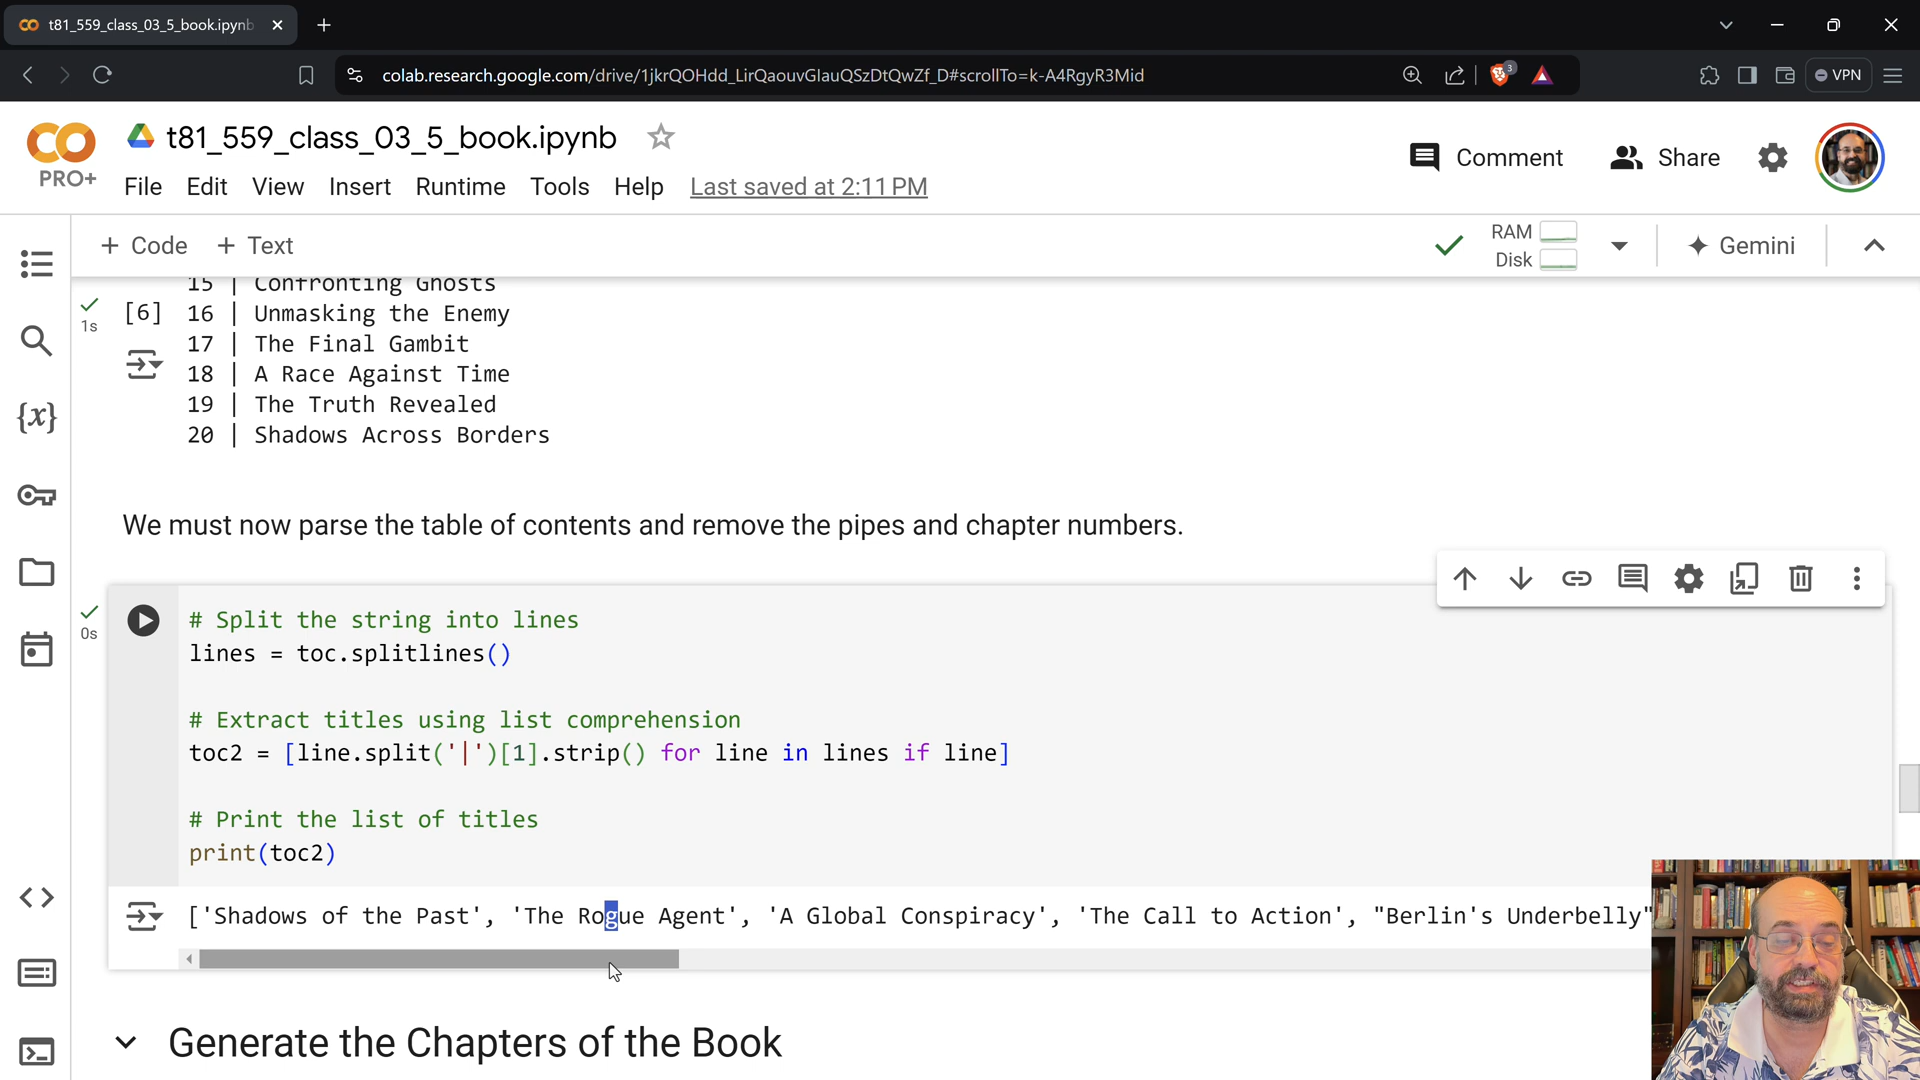 t81_559_class_03_5_book.ipynb
colab.research.google.com/drive/1jkrQOHdd_LirQaouvGlauQSzDtQwZf_D#scrollTo=k-A4RgyR3Mid
3
VPN
t81_559_class_03_5_book.ipynb
PRO+
File Edit View Insert Runtime Tools Help Last saved at 2:11 PM
Comment Share
+ Code + Text
RAM
Disk
Gemini
15 | Confronting Ghosts
[6] 16 | Unmasking the Enemy
1s
17 | The Final Gambit
18 | A Race Against Time
19 | The Truth Revealed
20 | Shadows Across Borders
{x}
We must now parse the table of contents and remove the pipes and chapter numbers.
0s
# Split the string into lines
lines = toc.splitlines()
# Extract titles using list comprehension
toc2 = [line.split('|')[1].strip() for line in lines if line]
# Print the list of titles
print(toc2)
['Shadows of the Past', 'The Rogue Agent', 'A Global Conspiracy', 'The Call to Action', "Berlin's Underbelly"
Generate the Chapters of the Book